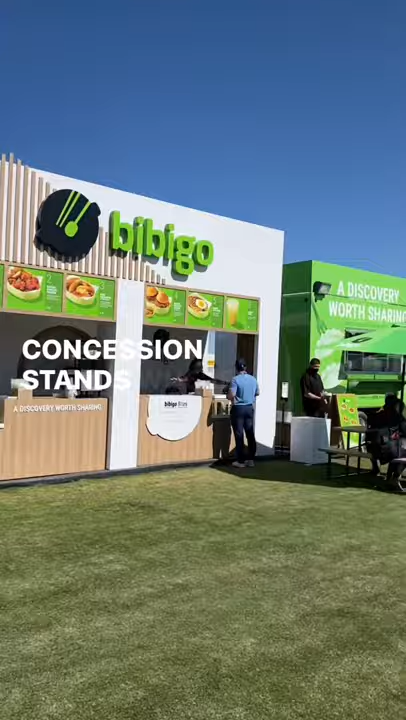 bibigo
CONCESSION
STANDS
A DISCOVERY WORTH SHARING
bibigo
A DISCOVERY
WORTH SHARING